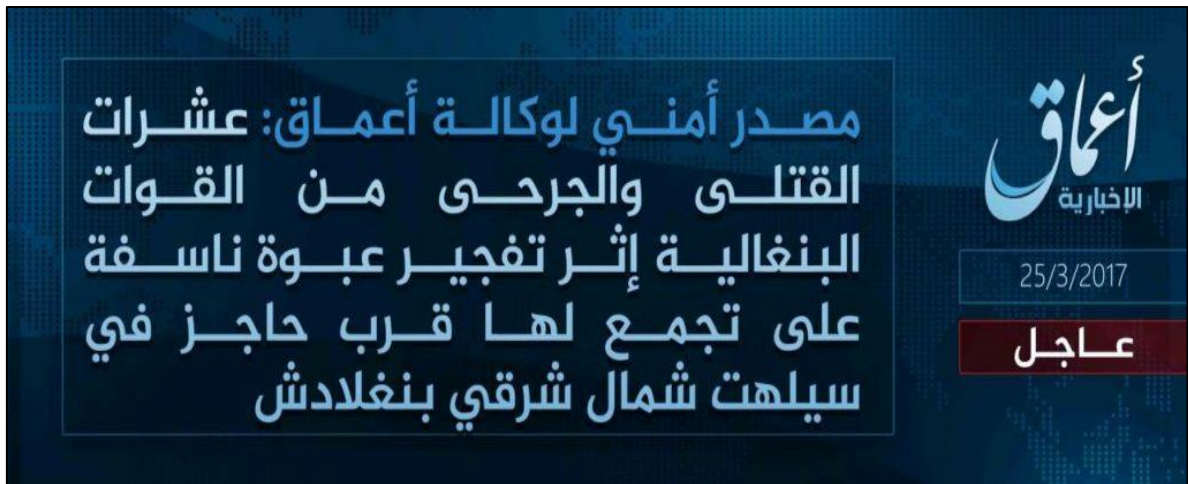 مصدر أمني لوكالة أعماق: عشرات
القتلى والجرحى من القوات
البنغالية إثر تفجير عبوة ناسفة
على تجمع لها قرب حاجز في
سيلهت شمال شرقي بنغلادش
أعماق
الإخبارية
25/3/2017
عاجل